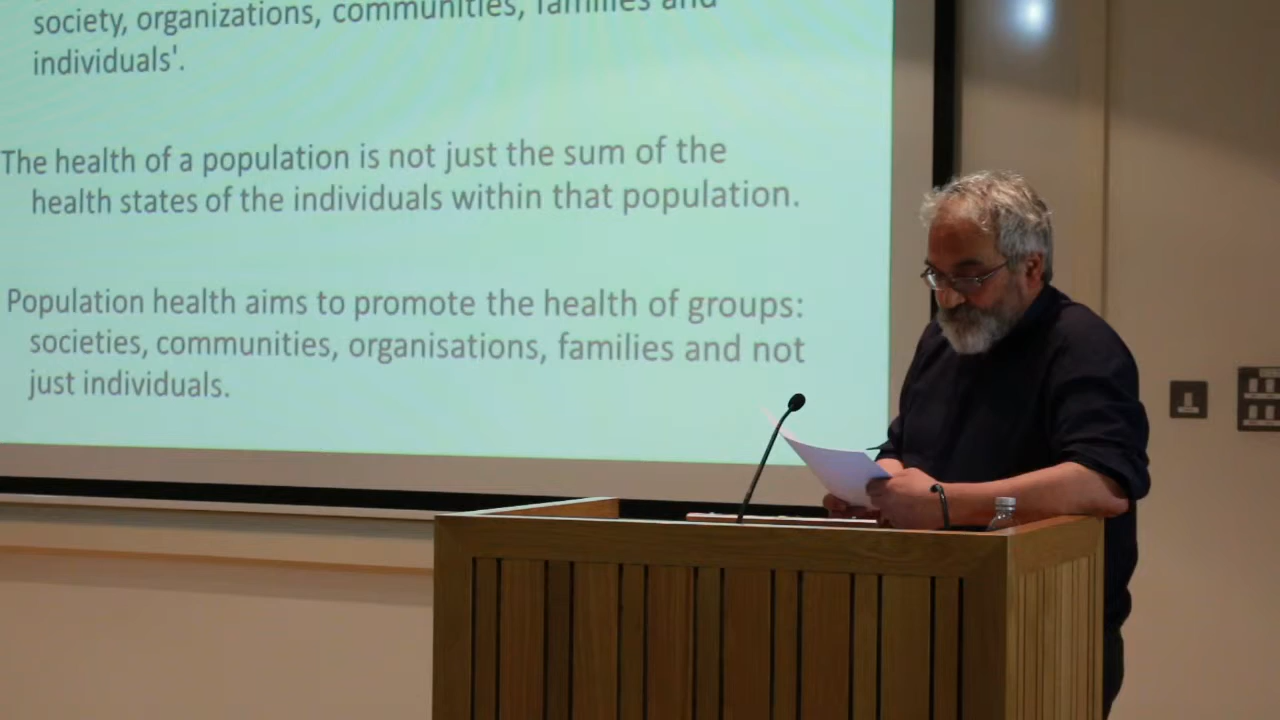 society, organizations, communities, families and
individuals'.
The health of a population is not just the sum of the
health states of the individuals within that population.
Population health aims to promote the health of groups:
societies, communities, organisations, families and not
just individuals.